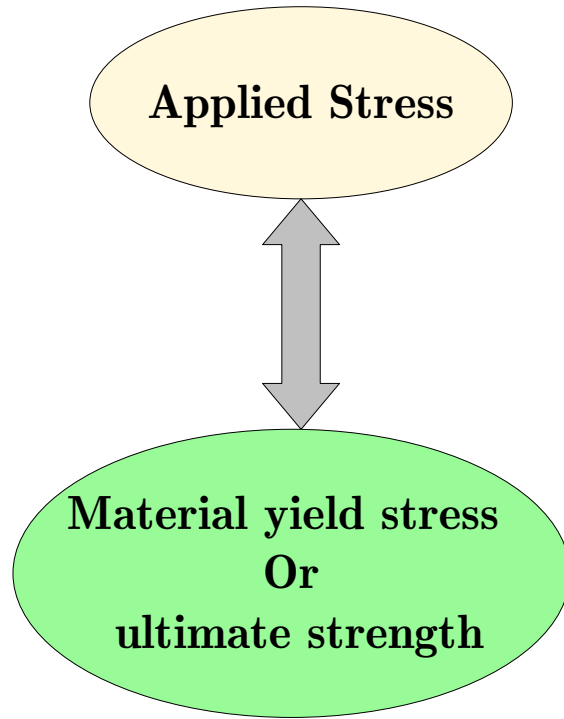 Applied Stress
Material yield stress
Or
ultimate strength